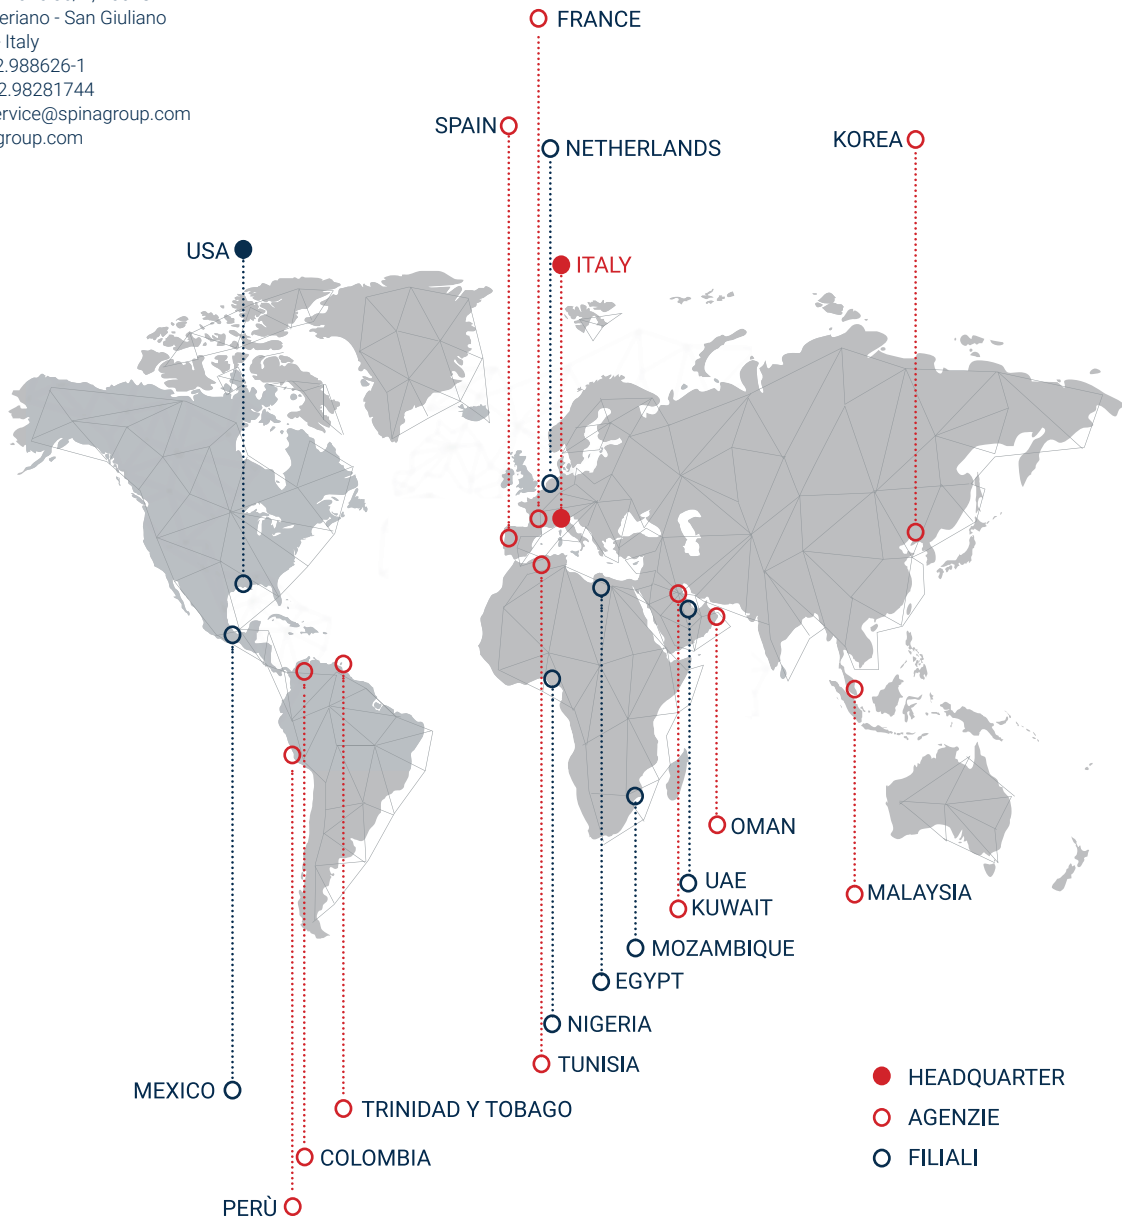 eriano - San Giuliano
Italy
2.988626-1
2.98281744
ervice@spinagroup.com
group.com
FRANCE
SPAIN
NETHERLANDS
KOREA
USA
ITALY
OMAN
UAE
KUWAIT
MALAYSIA
MOZAMBIQUE
EGYPT
NIGERIA
TUNISIA
MEXICO
TRINIDAD Y TOBAGO
COLOMBIA
PERÙ
HEADQUARTER
AGENZIE
FILIALI